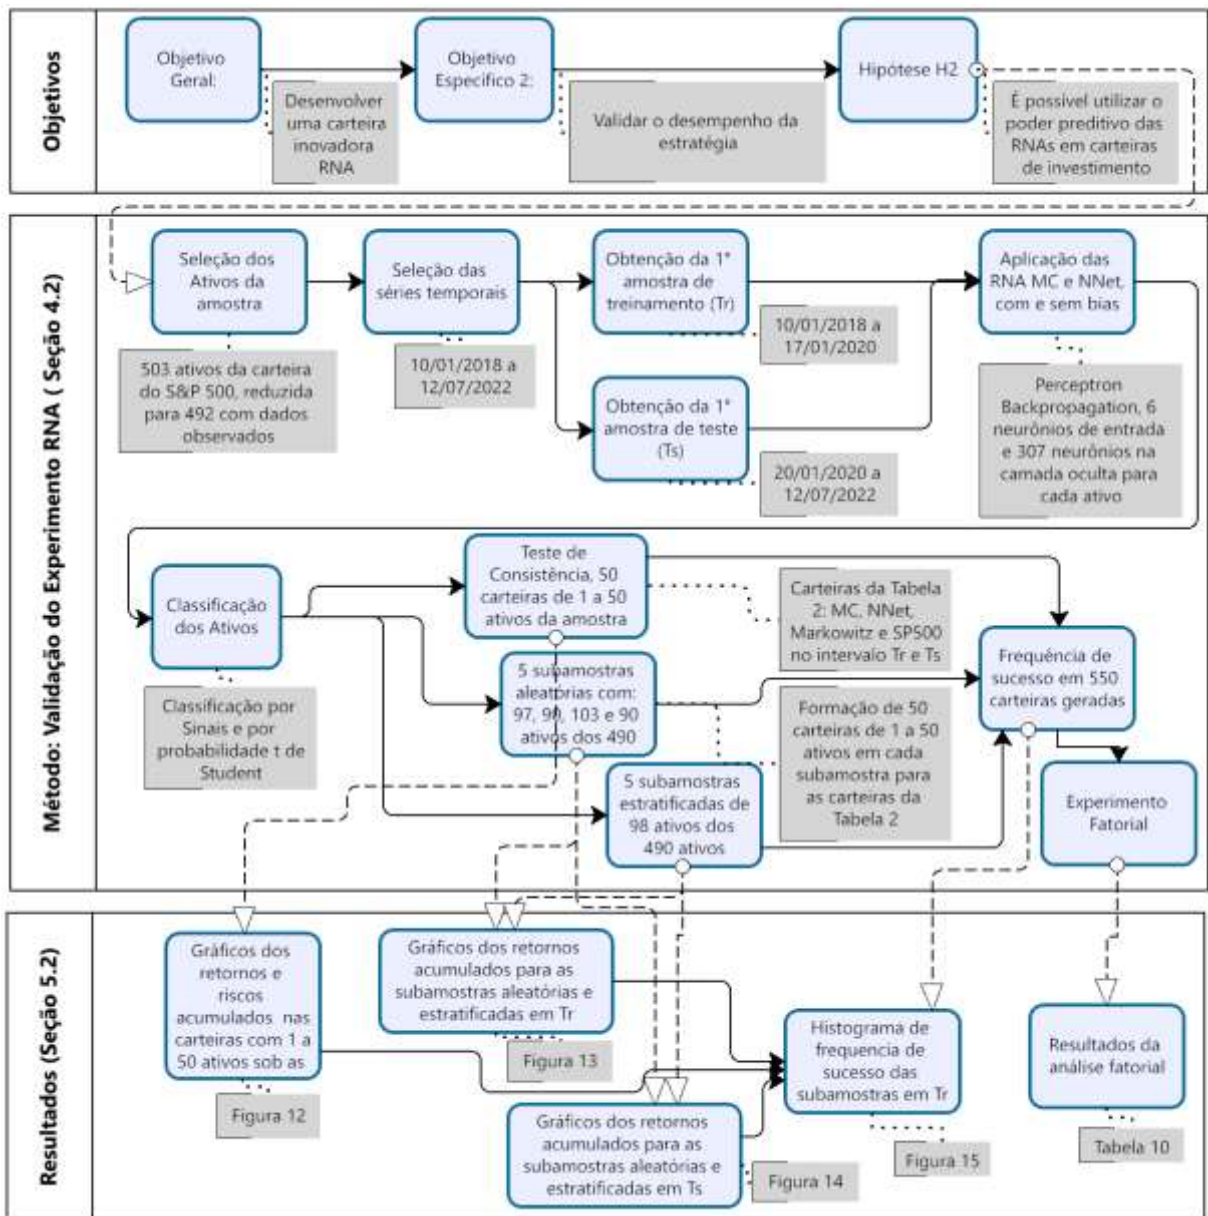 Objetivos
Objetivo
Geral:
Desenvolver
uma carteira
inovadora
RNA
Objetivo
Específico 2:
Validar o desempenho da
estratégia
Hipótese H2
É possível utilizar o
poder preditivo das
RNAs em carteiras
de investimento
Método: Validação do Experimento RNA ( Seção 4.2)
Seleção dos
Ativos da
amostra
503 ativos da carteira
do S&P 500, reduzida
para 492 com dados
observados
Seleção das
séries temporais
10/01/2018 a
12/07/2022
Obtenção da 1°
amostra de
treinamento (Tr)
10/01/2018 a
17/01/2020
Obtenção da 1°
amostra de teste
(Ts)
20/01/2020 a
12/07/2022
Aplicação das
RNA MC e NNet,
com e sem bias
Perceptron
Backpropagation, 6
neurônios de entrada
e 307 neurônios na
camada oculta para
cada ativo
Classificação
dos Ativos
Classificação por
Sinais e por
probabilidade t de
Student
Teste de
Consistência, 50
carteiras de 1 a 50
ativos da amostra
Carteiras da Tabela
2: MC, NNet,
Markowitz e SP500
no intervalo Tr e Ts
5 subamostras
aleatórias com:
97, 90, 103 e 90
ativos dos 490
Formação de 50
carteiras de 1 a 50
ativos em cada
subamostra para
as carteiras da
Tabela 2
5 subamostras
estratificadas de
98 ativos dos
490 ativos
Frequência de
sucesso em 550
carteiras geradas
Experimento
Fatorial
Resultados (Seção 5.2)
Gráficos dos
retornos e
riscos
acumulados nas
carteiras com 1 a
50 ativos sob as
Figura 12
Gráficos dos retornos
acumulados para as
subamostras aleatórias e
estratificadas em Tr
Figura 13
Gráficos dos retornos
acumulados para as
subamostras aleatórias e
estratificadas em Ts
Figura 14
Histograma de
frequencia de
sucesso das
subamostras em Tr
Figura 15
Resultados da
análise fatorial
Tabela 10